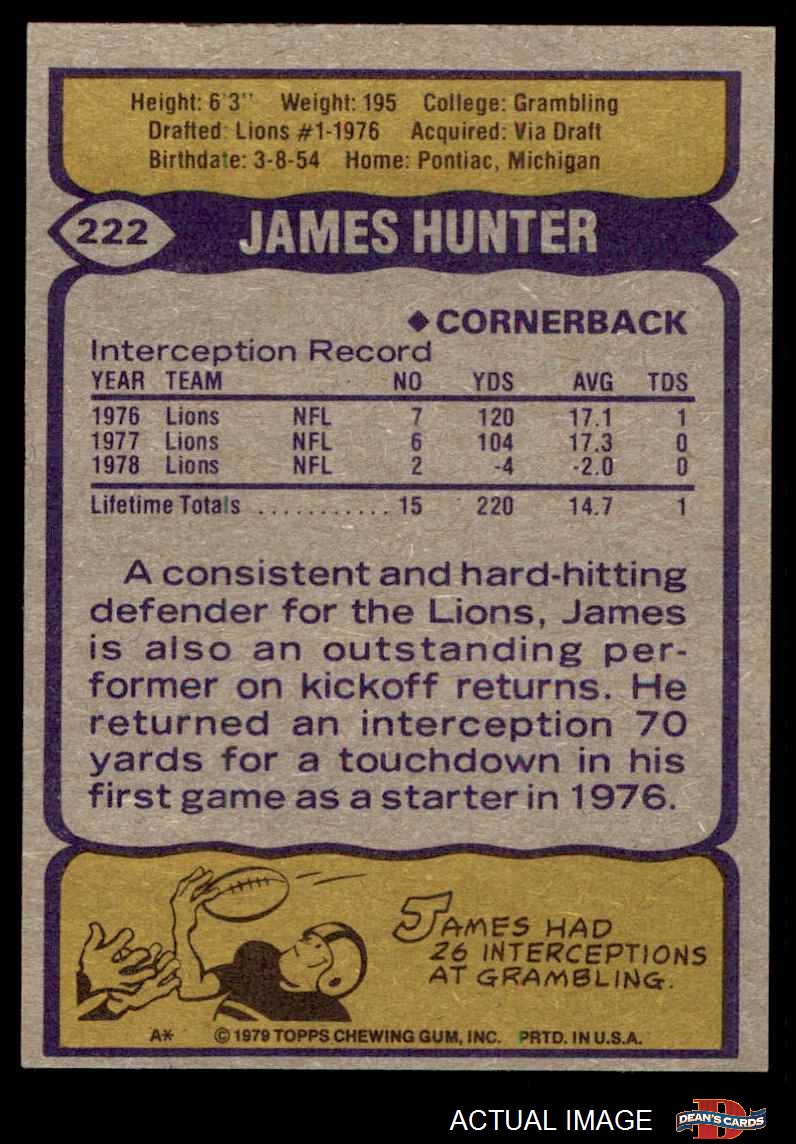 Height: 6'3" Weight: 195 College: Grambling
Drafted: Lions #1-1976 Acquired: Via Draft
Birthdate: 3-8-54 Home: Pontiac, Michigan
222 JAMES HUNTER
◆ CORNERBACK
Interception Record
YEAR TEAM NO YDS AVG TDS
1976 Lions NFL 7 120 17.1 1
1977 Lions NFL 6 104 17.3 0
1978 Lions NFL 2 -4 -2.0 0
Lifetime Totals ........... 15 220 14.7 1
A consistent and hard-hitting
defender for the Lions, James
is also an outstanding per-
former on kickoff returns. He
returned an interception 70
yards for a touchdown in his
first game as a starter in 1976.
JAMES HAD
26 INTERCEPTIONS
AT GRAMBLING.
A* © 1979 TOPPS CHEWING GUM, INC. PRTD. IN U.S.A.
ACTUAL IMAGE D DEAN'S CARDS